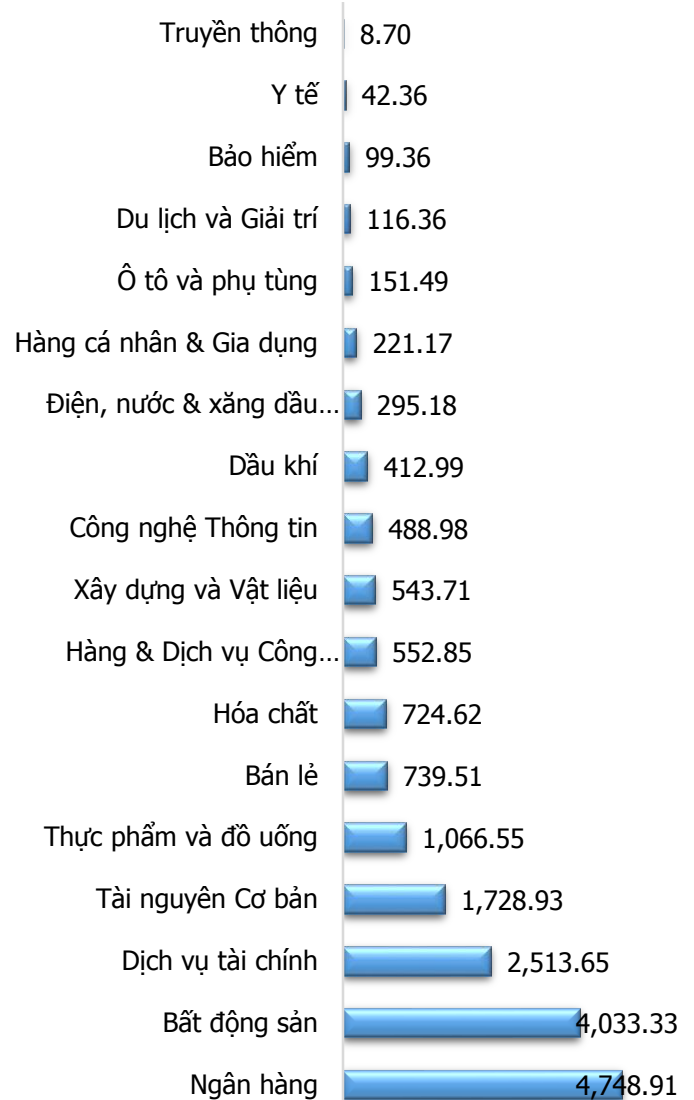 Truyền thông 8.70
Y tế 42.36
Bảo hiểm 99.36
Du lịch và Giải trí 116.36
Ô tô và phụ tùng 151.49
Hàng cá nhân & Gia dụng 221.17
Điện, nước & xăng dầu... 295.18
Dầu khí 412.99
Công nghệ Thông tin 488.98
Xây dựng và Vật liệu 543.71
Hàng & Dịch vụ Công... 552.85
Hóa chất 724.62
Bán lẻ 739.51
Thực phẩm và đồ uống 1,066.55
Tài nguyên Cơ bản 1,728.93
Dịch vụ tài chính 2,513.65
Bất động sản 4,033.33
Ngân hàng 4,748.91